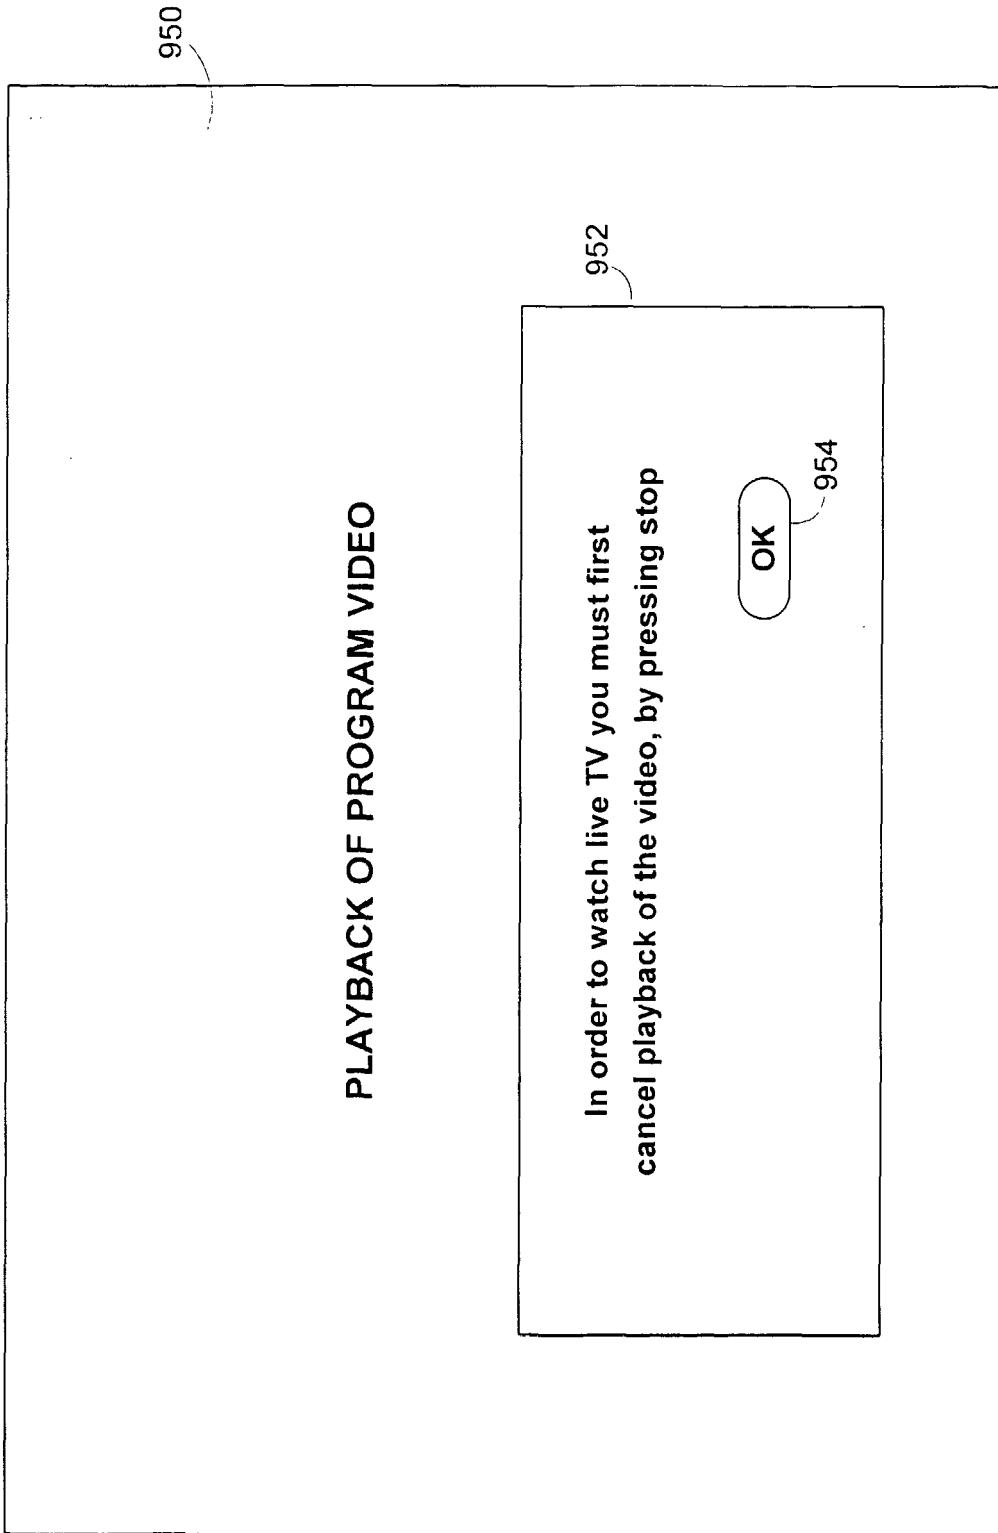 950
PLAYBACK OF PROGRAM VIDEO
952
In order to watch live TV you must first
cancel playback of the video, by pressing stop
OK
954